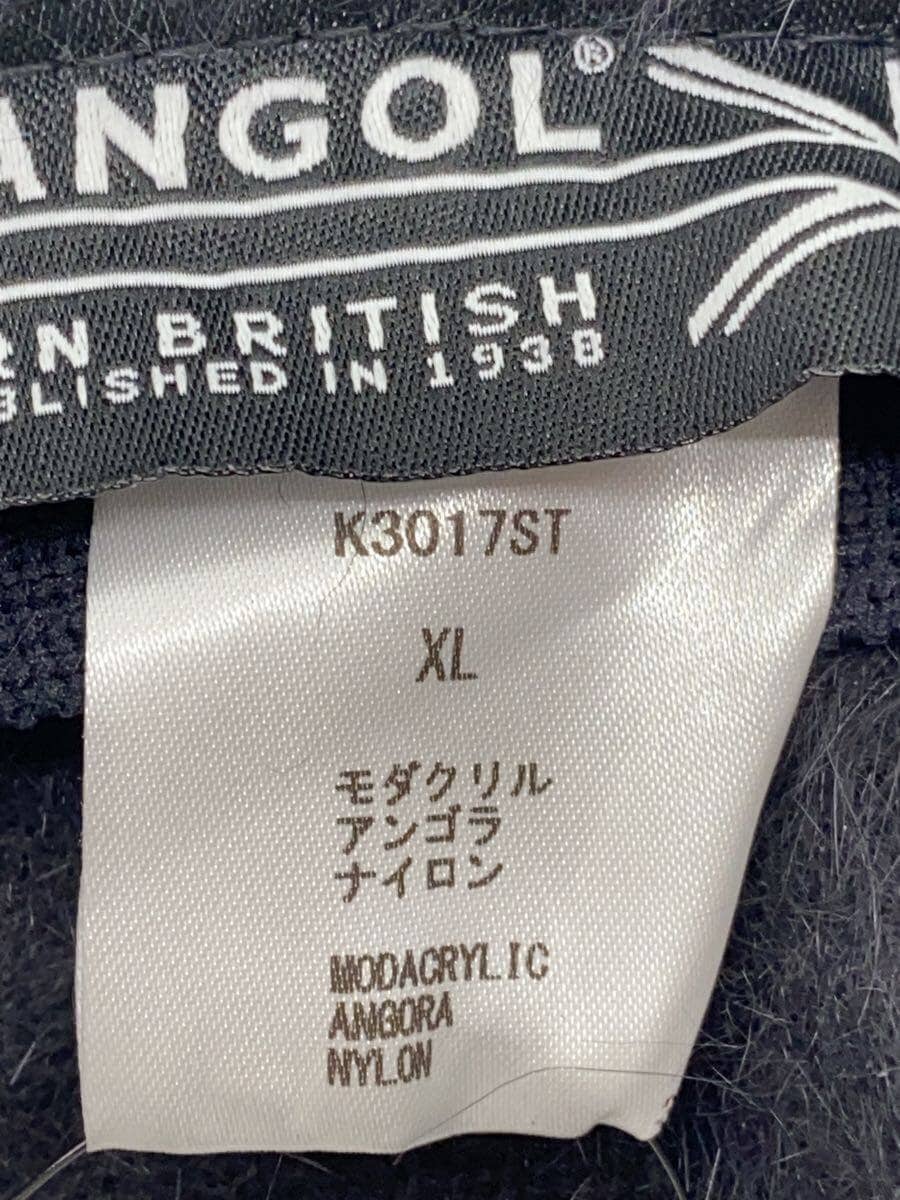 ANGOL®
RN BRITISH
BLISHED IN 1938
K3017ST
XL
モダクリル
アンゴラ
ナイロン
MODACRYLIC
ANGORA
NYLON